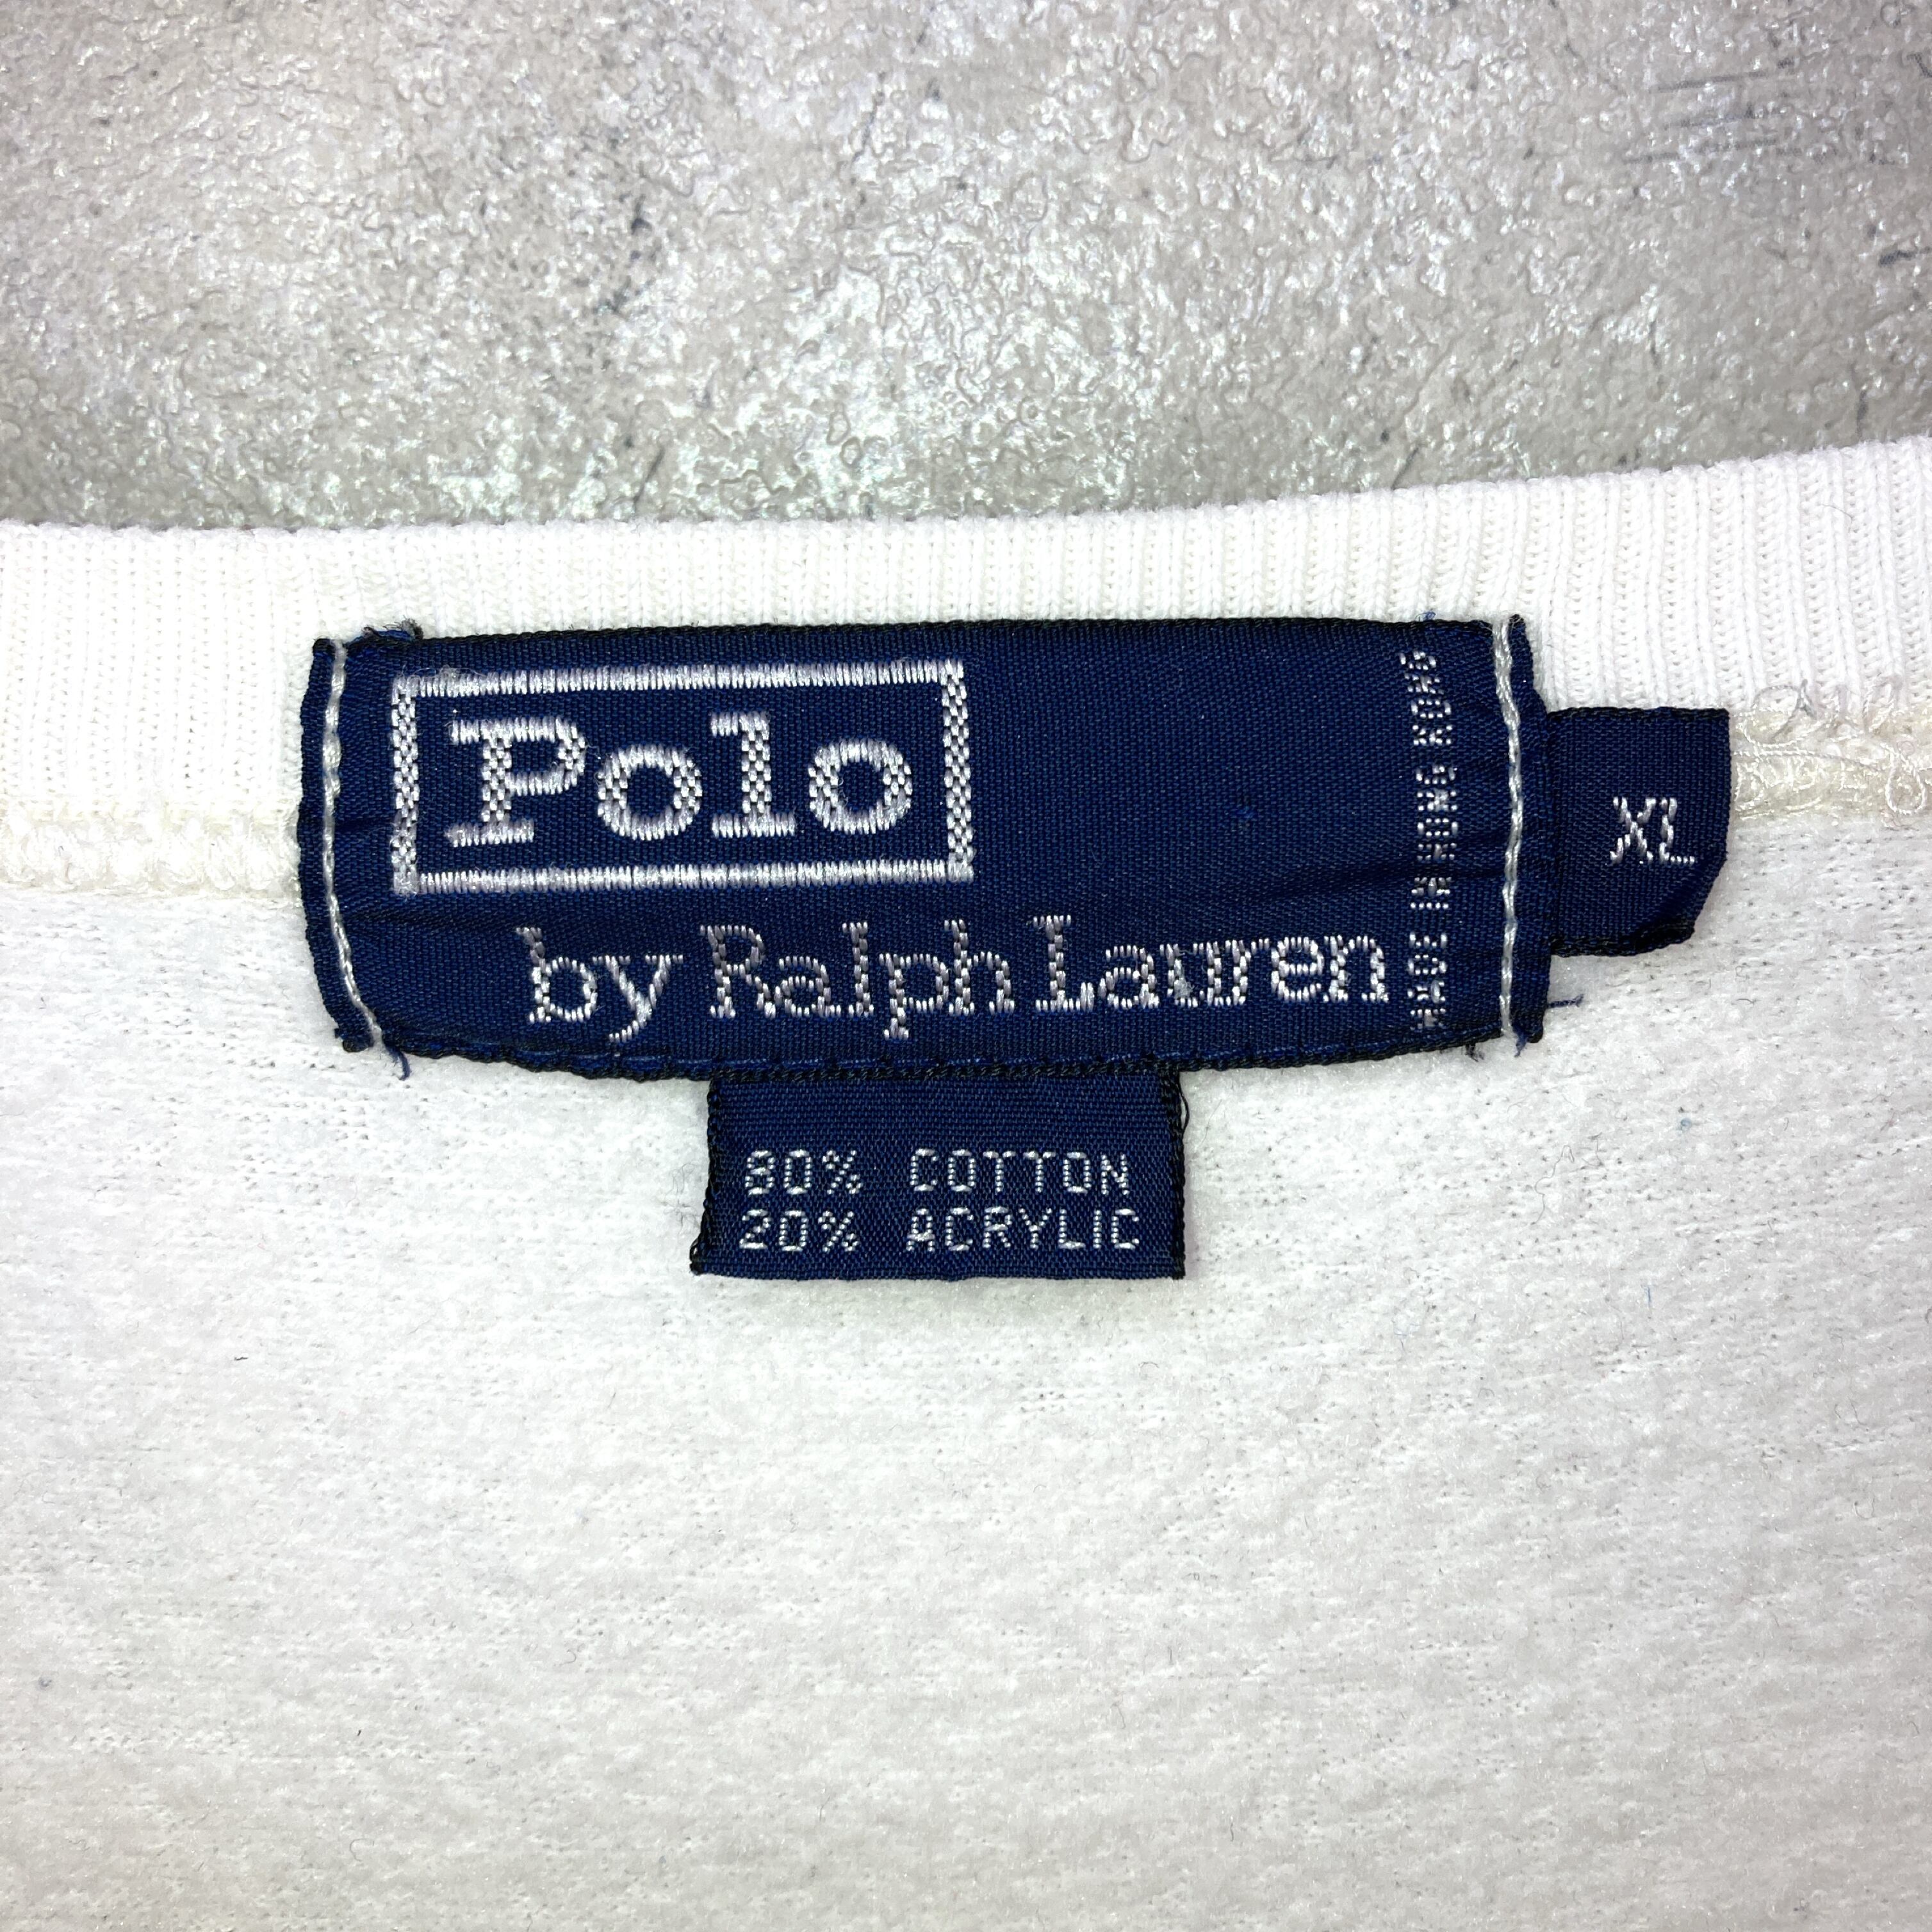 Polo
by Ralph Lauren
MADE IN HONG KONG
XL
80% COTTON
20% ACRYLIC